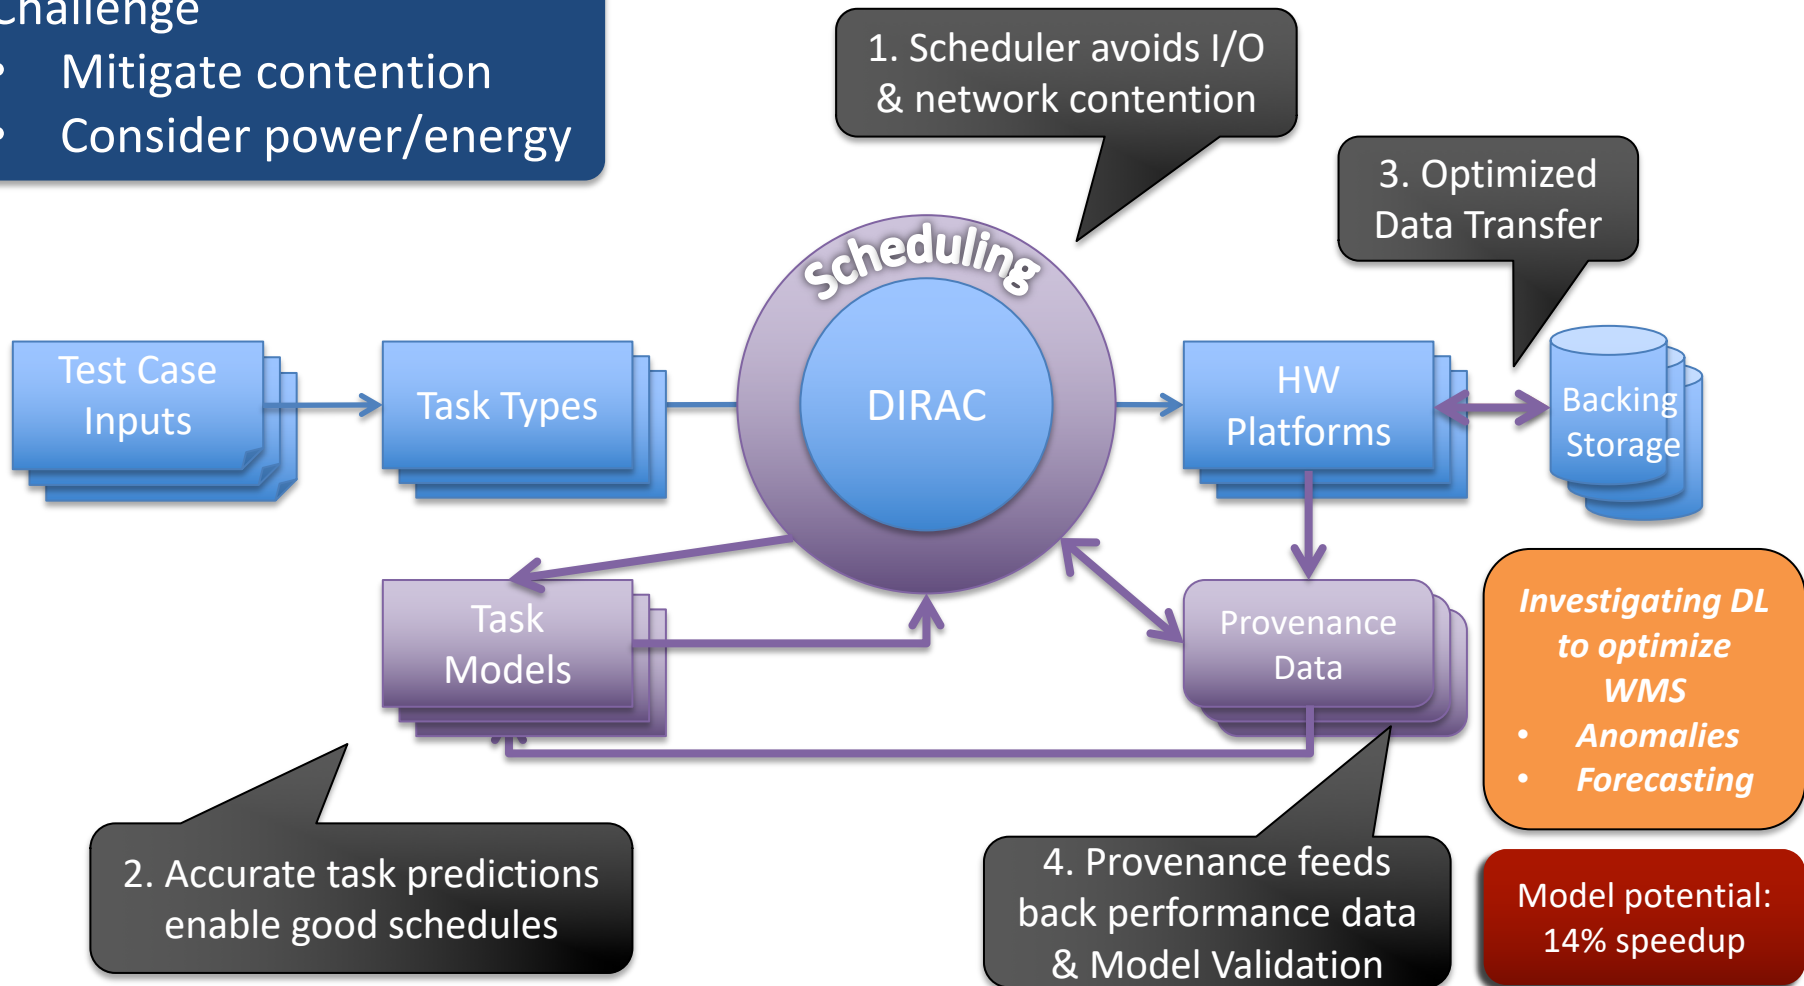 Challenge
• Mitigate contention
• Consider power/energy
1. Scheduler avoids I/O
& network contention
3. Optimized
Data Transfer
Scheduling
DIRAC
Test Case
Inputs
Task Types
HW
Platforms
Backing
Storage
Task
Models
Provenance
Data
Investigating DL
to optimize
WMS
• Anomalies
• Forecasting
2. Accurate task predictions
enable good schedules
4. Provenance feeds
back performance data
& Model Validation
Model potential:
14% speedup